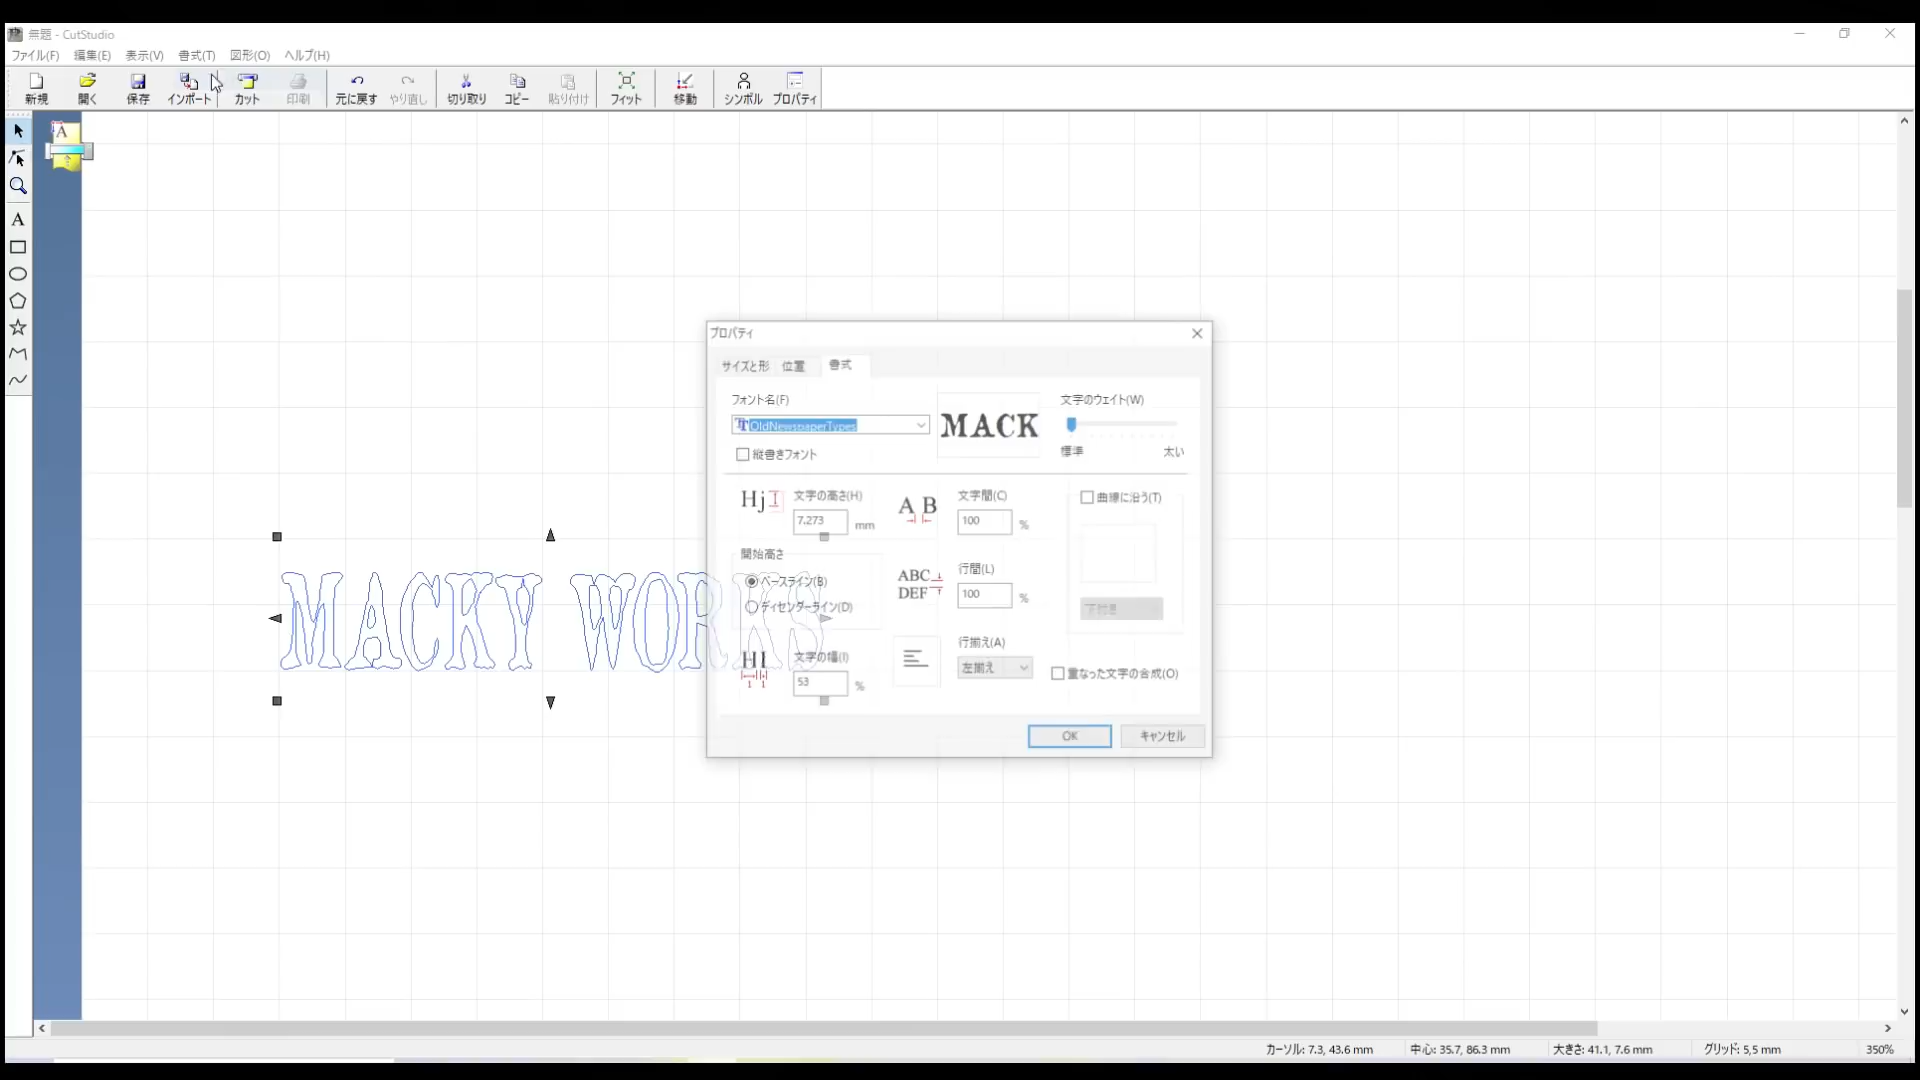 無題 - CutStudio
ファイル(F) 編集(E) 表示(V) 書式(T) 図形(O) ヘルプ(H)
新規 開く 保存 インポート カット 印刷 元に戻す やり直し 切り取り コピー 貼り付け フィット 移動 シンボル プロパティ
A
A
プロパティ
サイズと形 位置 書式
フォント名(F)
OldNewspaperTypes
縦書きフォント
MACK
文字のウェイト(W)
標準 太い
Hj 文字の高さ(H)
7.273 mm
A B 文字間(C)
100 %
曲線に沿う(T)
開始高さ
ベースライン(B)
ディセンダーライン(D)
ABC
DEF
行間(L)
100 %
下付き
文字の幅(I)
53 %
行揃え(A)
左揃え
重なった文字の合成(O)
OK キャンセル
MACKY WORKS
カーソル: 7.3, 43.6 mm 中心: 35.7, 86.3 mm 大きさ: 41.1, 7.6 mm グリッド: 5,5 mm 350%